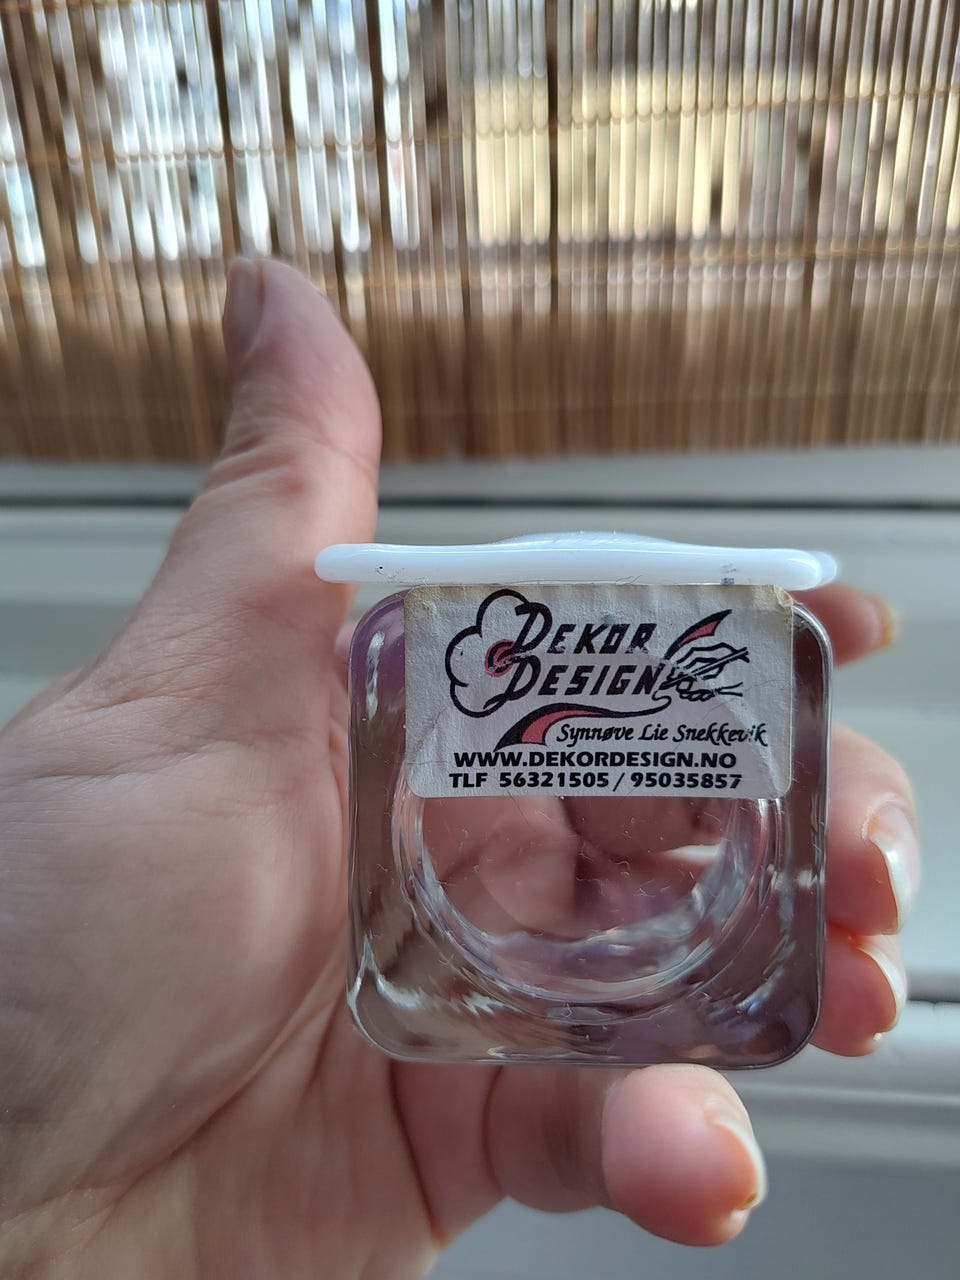 DEKOR
DESIGN
Synnøve Lie Snekkevik
WWW.DEKORDESIGN.NO
TLF 56321505 / 95035857